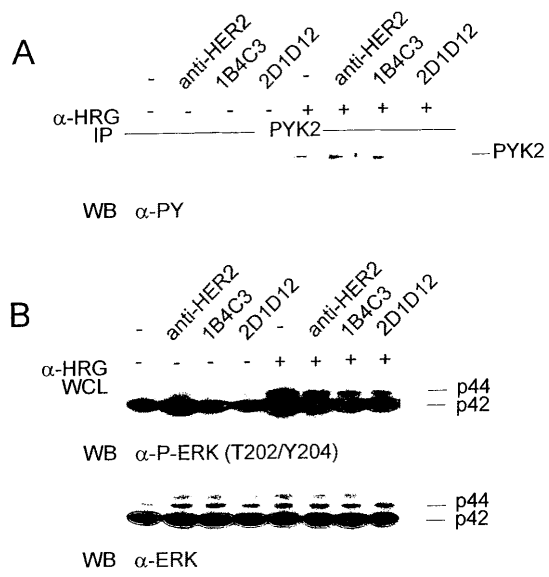 A
- anti-HER2 1B4C3 2D1D12 - anti-HER2 1B4C3 2D1D12
α-HRG - - - - + + + +
IP PYK2
PYK2
WB α-PY
B
- anti-HER2 1B4C3 2D1D12 - anti-HER2 1B4C3 2D1D12
α-HRG - - - - + + + +
WCL
p44
p42
WB α-P-ERK (T202/Y204)
p44
p42
WB α-ERK